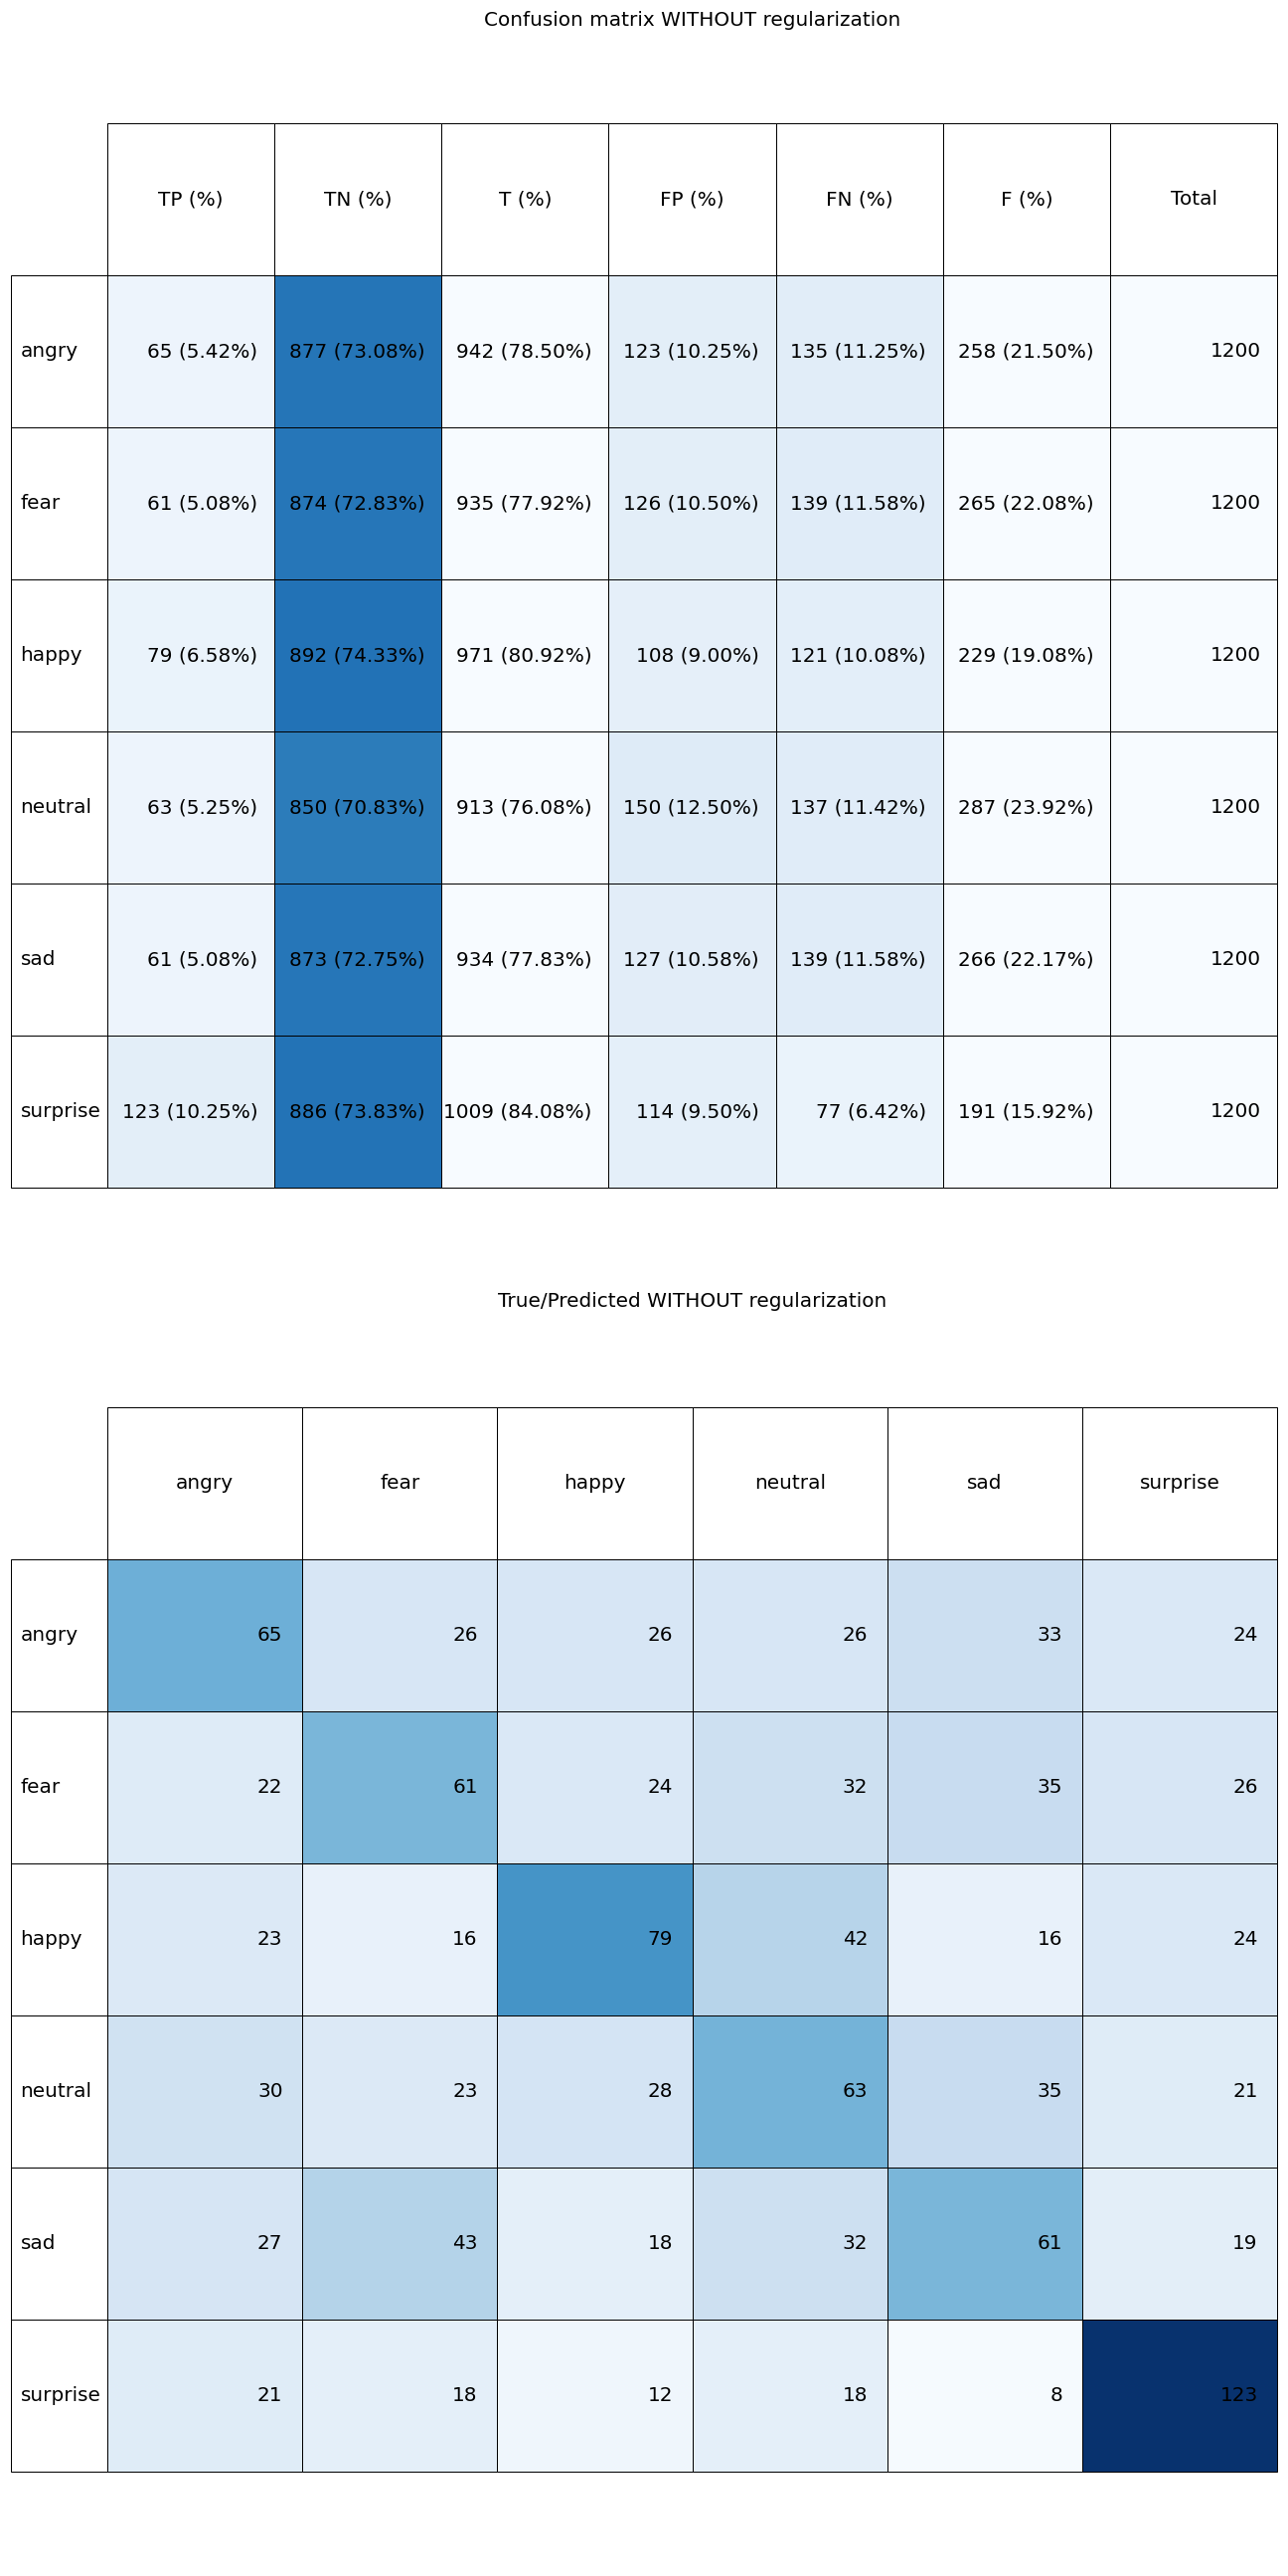 Confusion matrix WITHOUT regularization
TP (%) TN (%) T (%) FP (%) FN (%) F (%) Total
angry 65 (5.42%) 877 (73.08%) 942 (78.50%) 123 (10.25%) 135 (11.25%) 258 (21.50%) 1200
fear 61 (5.08%) 874 (72.83%) 935 (77.92%) 126 (10.50%) 139 (11.58%) 265 (22.08%) 1200
happy 79 (6.58%) 892 (74.33%) 971 (80.92%) 108 (9.00%) 121 (10.08%) 229 (19.08%) 1200
neutral 63 (5.25%) 850 (70.83%) 913 (76.08%) 150 (12.50%) 137 (11.42%) 287 (23.92%) 1200
sad 61 (5.08%) 873 (72.75%) 934 (77.83%) 127 (10.58%) 139 (11.58%) 266 (22.17%) 1200
surprise 123 (10.25%) 886 (73.83%) 1009 (84.08%) 114 (9.50%) 77 (6.42%) 191 (15.92%) 1200
True/Predicted WITHOUT regularization
angry fear happy neutral sad surprise
angry 65 26 26 26 33 24
fear 22 61 24 32 35 26
happy 23 16 79 42 16 24
neutral 30 23 28 63 35 21
sad 27 43 18 32 61 19
surprise 21 18 12 18 8 123